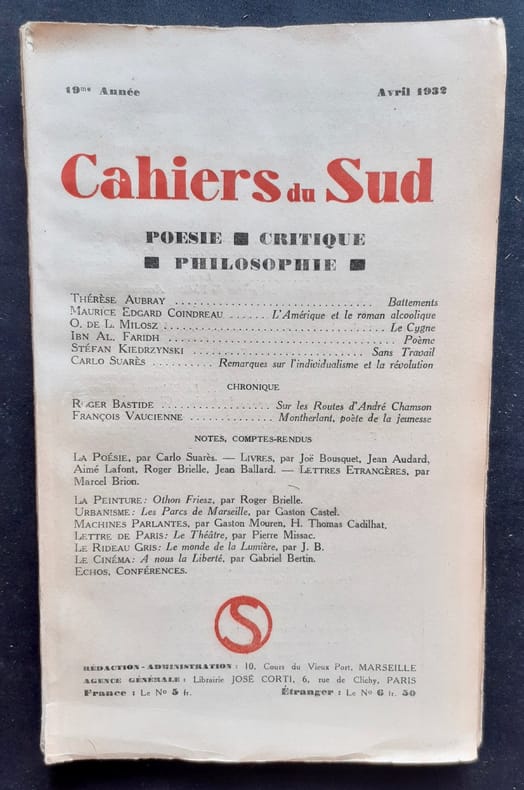 19me Année Avril 1932
Cahiers du Sud
POESIE ■ CRITIQUE
■ PHILOSOPHIE ■
THÉRÈSE AUBRAY ................................ Battements
MAURICE EDGARD COINDREAU ...... L'Amérique et le roman alcoolique
O. DE L. MILOSZ ................................ Le Cygne
IBN AL. FARIDH ................................ Poème
STÉFAN KIEDRZYNSKI ................................ Sans Travail
CARLO SUARÈS ........... Remarques sur l'individualisme et la révolution
CHRONIQUE
ROGER BASTIDE ................. Sur les Routes d'André Chamson
FRANÇOIS VAUCIENNE ............. Montherlant, poète de la jeunesse
NOTES, COMPTES-RENDUS
LA POÉSIE, par Carlo Suarès. — LIVRES, par Joë Bousquet, Jean Audard,
Aimé Lafont, Roger Brielle, Jean Ballard. — LETTRES ETRANGÈRES, par
Marcel Brion.
LA PEINTURE : Othon Friesz, par Roger Brielle.
URBANISME : Les Parcs de Marseille, par Gaston Castel.
MACHINES PARLANTES, par Gaston Mouren, H. Thomas Cadilhat,
LETTRE DE PARIS : Le Théâtre, par Pierre Missac.
LE RIDEAU GRIS : Le monde de la Lumière, par J. B.
LE CINÉMA : A nous la Liberté, par Gabriel Bertin.
ECHOS, CONFÉRENCES.
S
RÉDACTION-ADMINISTRATION : 10, Cours du Vieux Port, MARSEILLE
AGENCE GÉNÉRALE : Librairie JOSÉ CORTI, 6, rue de Clichy, PARIS
France : Le No 5 fr. Étranger : Le No 6 fr. 50